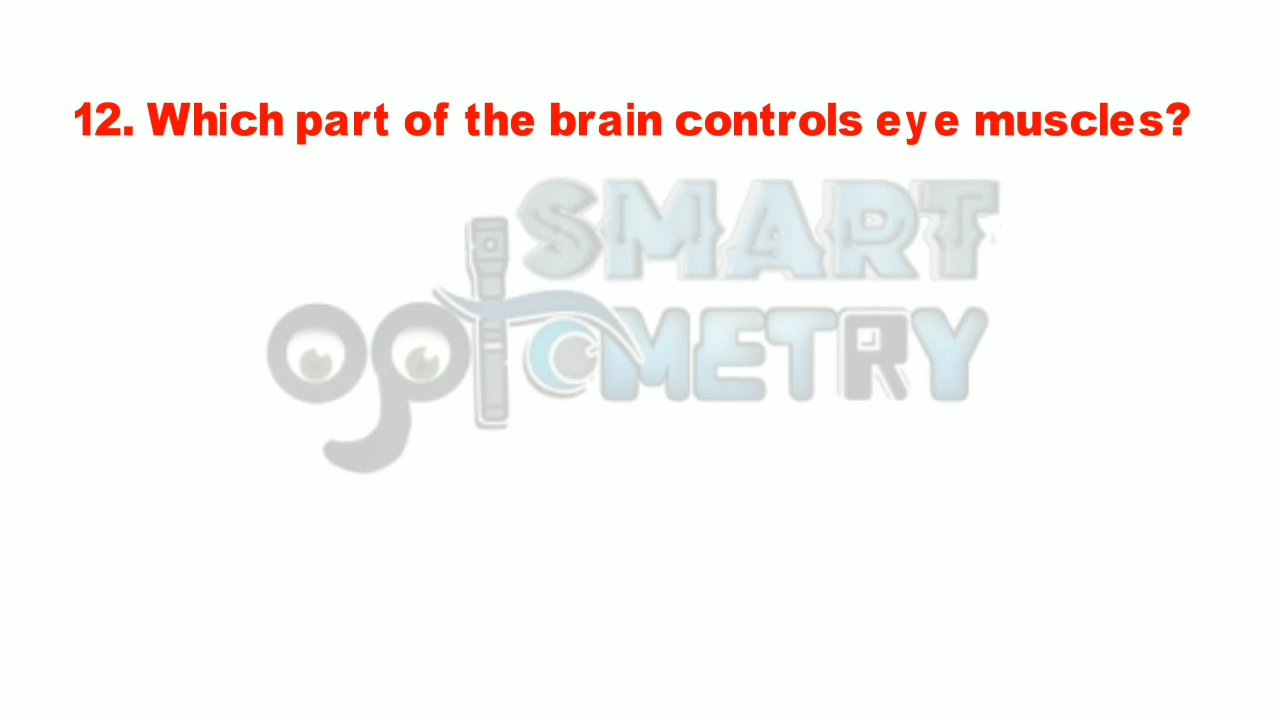 12. Which part of the brain controls eye muscles?
SMART
optOMETRY